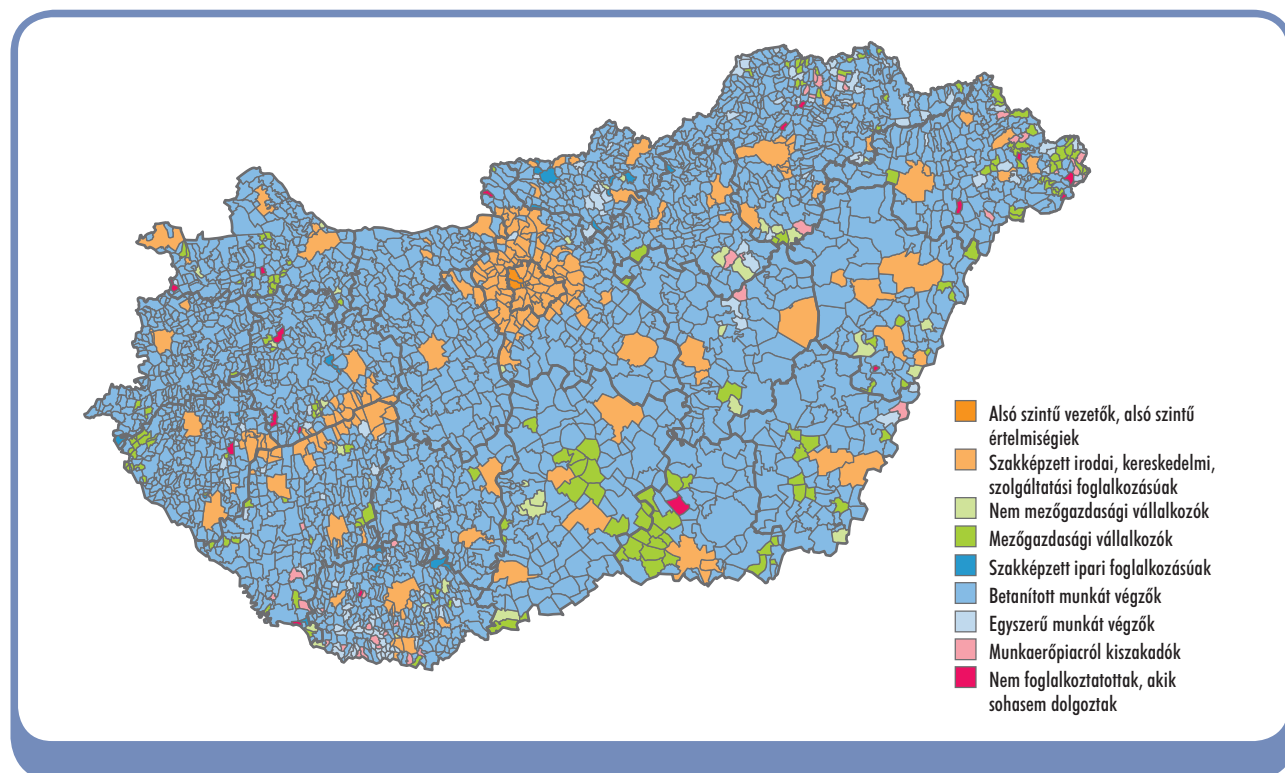 Alsó szintű vezetők, alsó szintű
értelmiségiek
Szakképzett irodai, kereskedelmi,
szolgáltatási foglalkozásúak
Nem mezőgazdasági vállalkozók
Mezőgazdasági vállalkozók
Szakképzett ipari foglalkozásúak
Betanított munkát végzők
Egyszerű munkát végzők
Munkaerőpiacról kiszakadók
Nem foglalkoztatottak, akik
sohasem dolgoztak